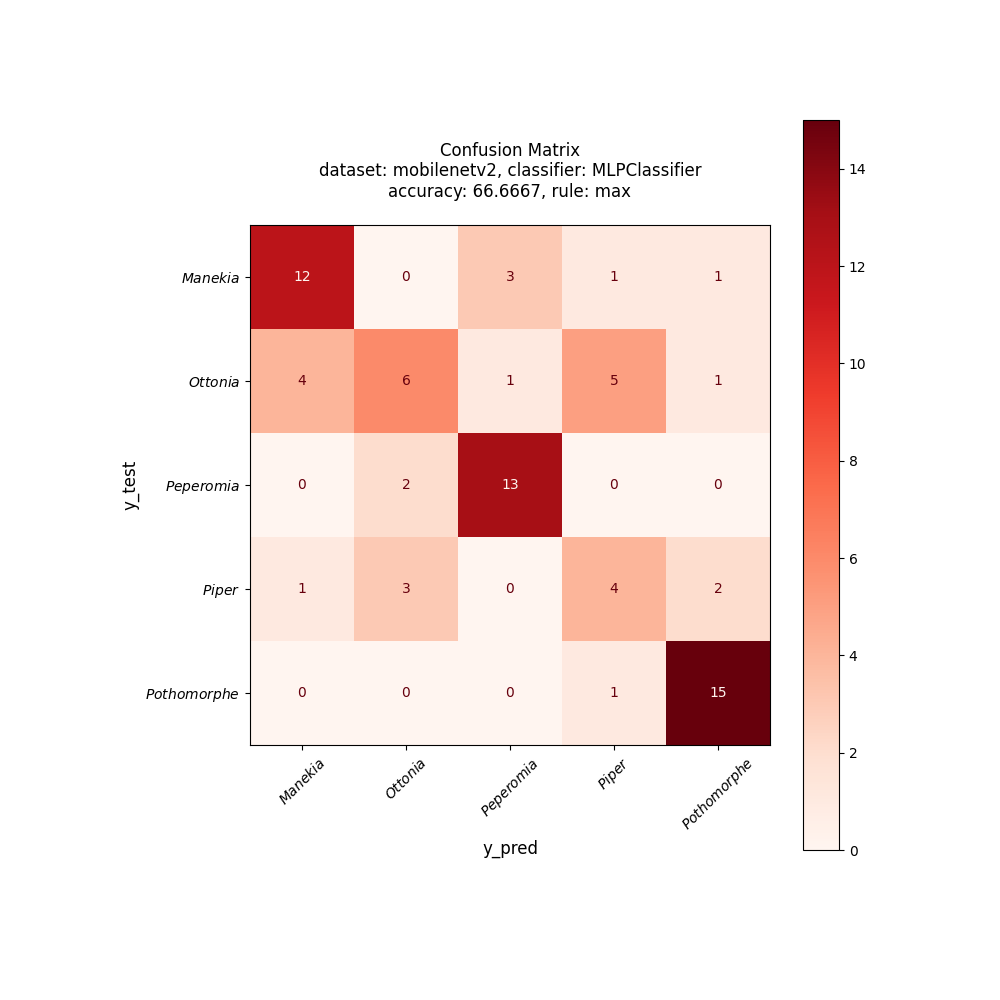 Confusion Matrix
dataset: mobilenetv2, classifier: MLPClassifier
accuracy: 66.6667, rule: max
y_test
Manekia 12 0 3 1 1
Ottonia 4 6 1 5 1
Peperomia 0 2 13 0 0
Piper 1 3 0 4 2
Pothomorphe 0 0 0 1 15
Manekia Ottonia Peperomia Piper Pothomorphe
y_pred
14
12
10
8
6
4
2
0